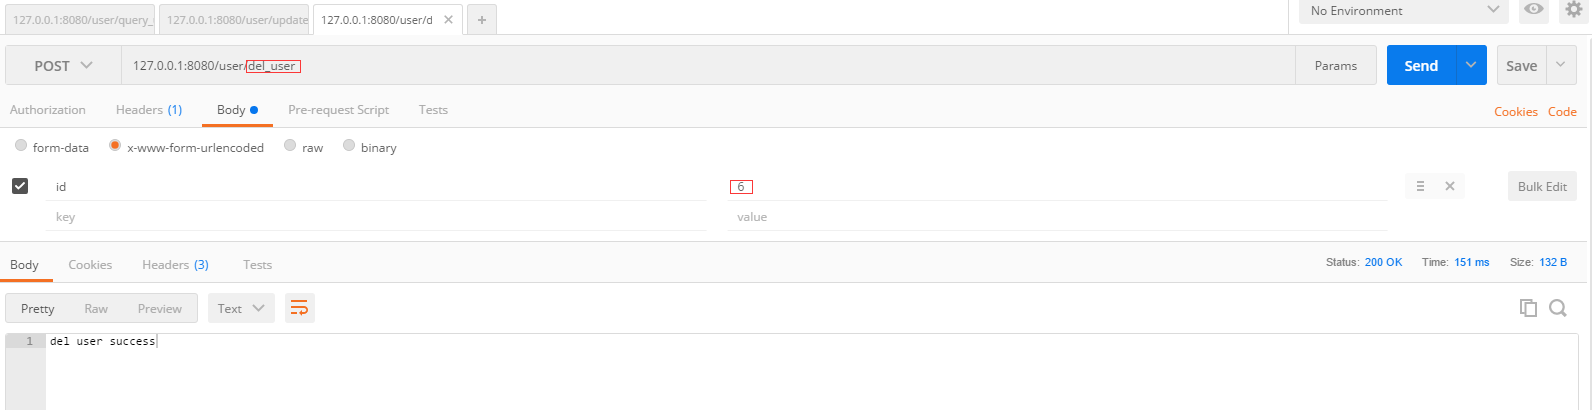 127.0.0.1:8080/user/query_ 127.0.0.1:8080/user/update 127.0.0.1:8080/user/d No Environment
POST 127.0.0.1:8080/user/del_user Params Send Save
Authorization Headers (1) Body Pre-request Script Tests Cookies Code
form-data x-www-form-urlencoded raw binary
id 6 Bulk Edit
key value
Body Cookies Headers (3) Tests Status: 200 OK Time: 151 ms Size: 132 B
Pretty Raw Preview Text
1 del user success